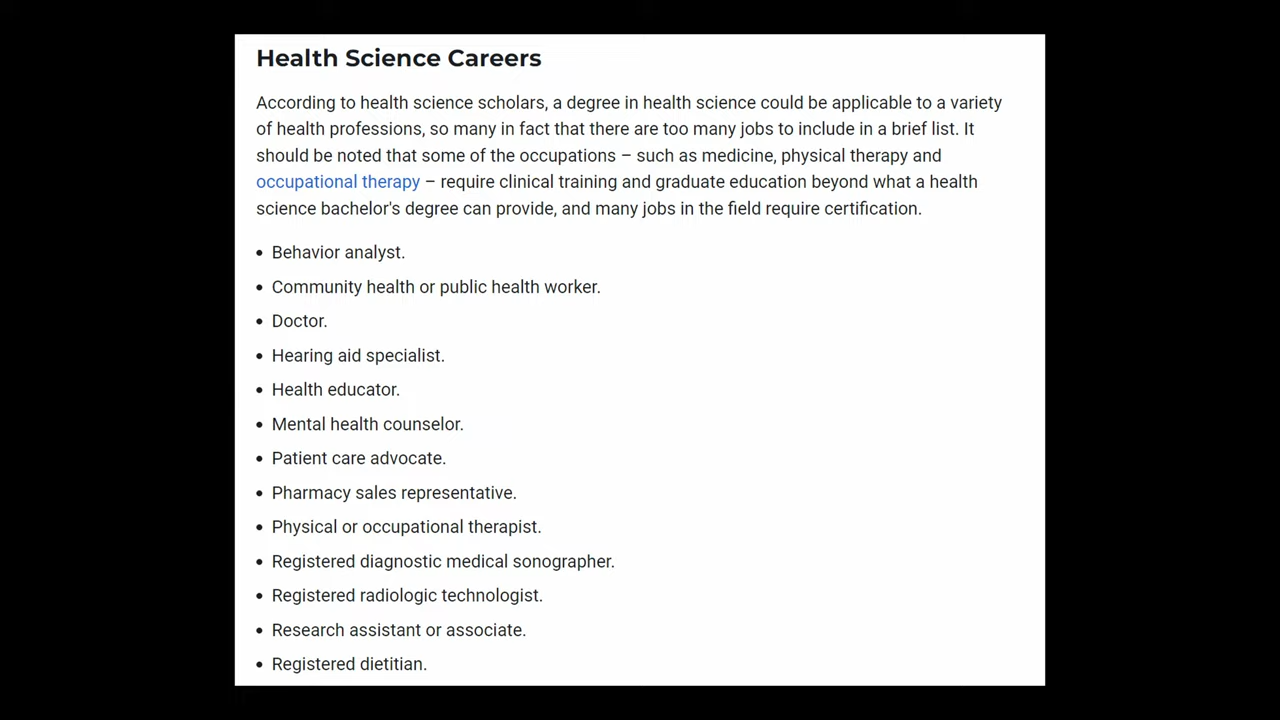 Health Science Careers
According to health science scholars, a degree in health science could be applicable to a variety
of health professions, so many in fact that there are too many jobs to include in a brief list. It
should be noted that some of the occupations – such as medicine, physical therapy and
occupational therapy – require clinical training and graduate education beyond what a health
science bachelor's degree can provide, and many jobs in the field require certification.
• Behavior analyst.
• Community health or public health worker.
• Doctor.
• Hearing aid specialist.
• Health educator.
• Mental health counselor.
• Patient care advocate.
• Pharmacy sales representative.
• Physical or occupational therapist.
• Registered diagnostic medical sonographer.
• Registered radiologic technologist.
• Research assistant or associate.
• Registered dietitian.